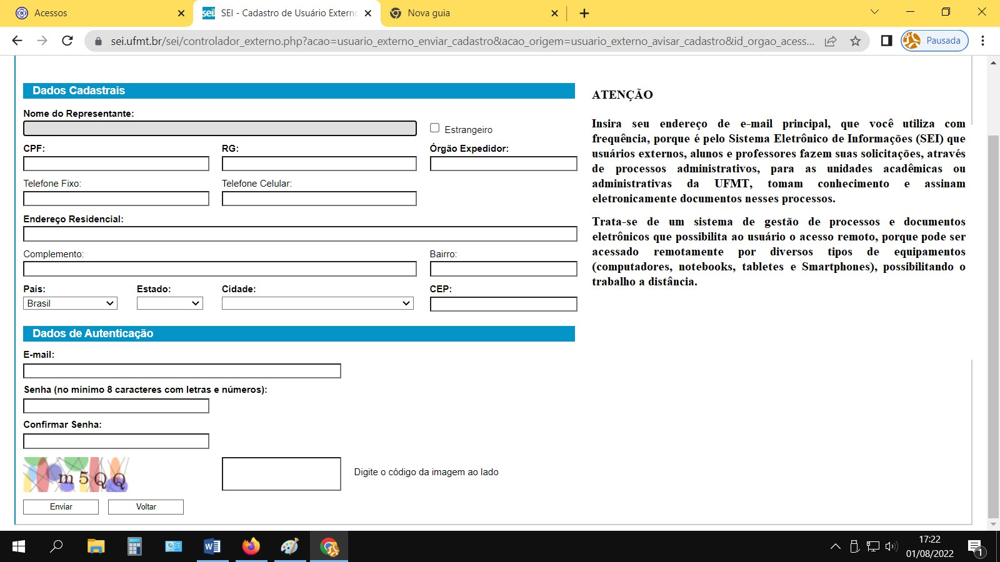 Acessos
sei!
SEI - Cadastro de Usuário Extern
Nova guia
sei.ufmt.br/sei/controlador_externo.php?acao=usuario_externo_enviar_cadastro&acao_origem=usuario_externo_avisar_cadastro&id_orgao_acess...
Pausada
Dados Cadastrais
Nome do Representante:
Estrangeiro
CPF:
RG:
Órgão Expedidor:
Telefone Fixo:
Telefone Celular:
Endereço Residencial:
Complemento:
Bairro:
País:
Estado:
Cidade:
CEP:
Brasil
Dados de Autenticação
E-mail:
Senha (no mínimo 8 caracteres com letras e números):
Confirmar Senha:
m 5 Q Q
Digite o código da imagem ao lado
Enviar
Voltar
ATENÇÃO
Insira seu endereço de e-mail principal, que você utiliza com
frequência, porque é pelo Sistema Eletrônico de Informações (SEI) que
usuários externos, alunos e professores fazem suas solicitações, através
de processos administrativos, para as unidades acadêmicas ou
administrativas da UFMT, tomam conhecimento e assinam
eletronicamente documentos nesses processos.
Trata-se de um sistema de gestão de processos e documentos
eletrônicos que possibilita ao usuário o acesso remoto, porque pode ser
acessado remotamente por diversos tipos de equipamentos
(computadores, notebooks, tabletes e Smartphones), possibilitando o
trabalho a distância.
17:22
01/08/2022
1